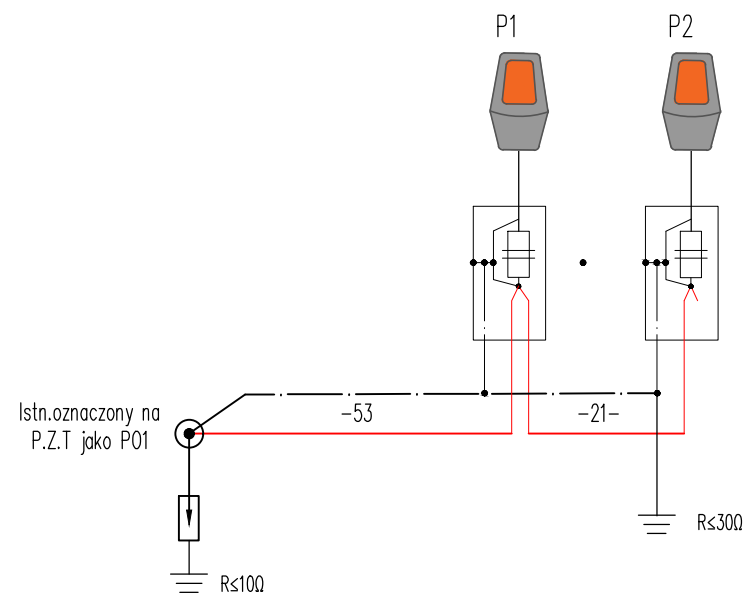 P1
P2
Istn.oznaczony na
P.Z.T jako P01
-53
-21-
R≤30Ω
R≤10Ω